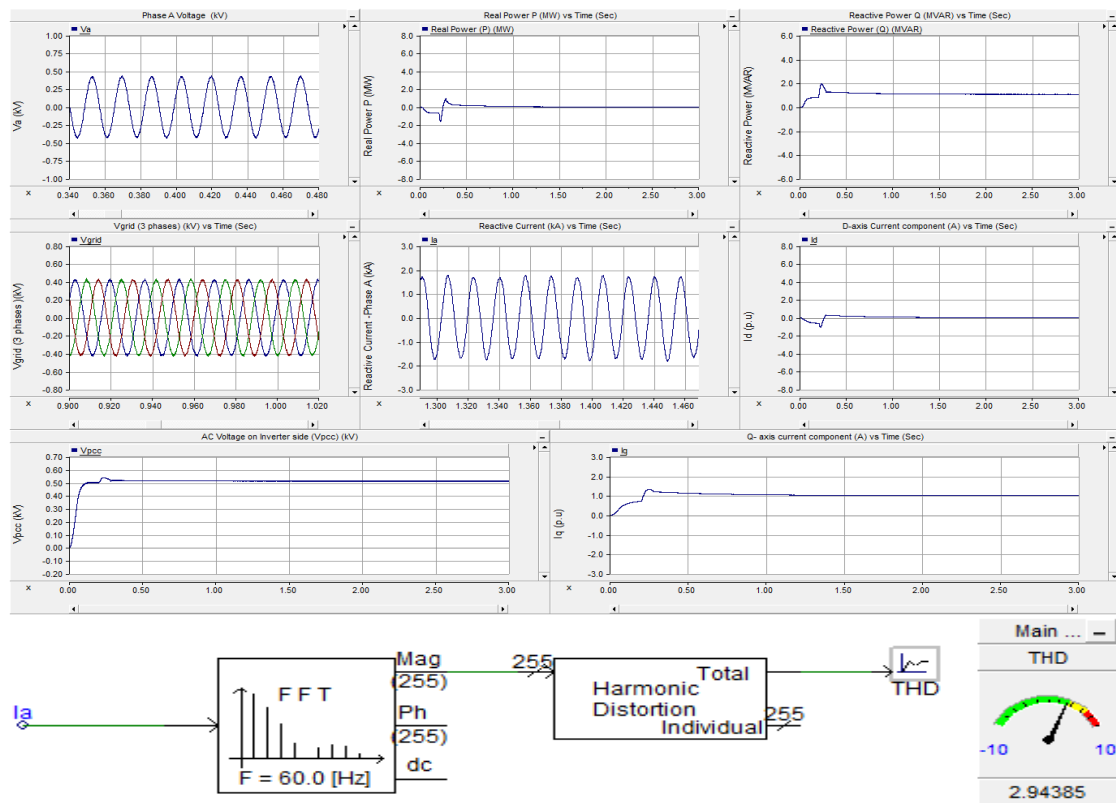 Phase A Voltage (kV)
Va
Va (kV)
1.00
0.75
0.50
0.25
0.00
-0.25
-0.50
-0.75
-1.00
x 0.340 0.360 0.380 0.400 0.420 0.440 0.460 0.480
Real Power P (MW) vs Time (Sec)
Real Power (P) (MW)
Real Power P (MW)
8.0
6.0
4.0
2.0
0.0
-2.0
-4.0
-6.0
-8.0
x 0.00 0.50 1.00 1.50 2.00 2.50 3.00
Reactive Power Q (MVAR) vs Time (Sec)
Reactive Power (Q) (MVAR)
Reactive Power (MVAR)
6.0
4.0
2.0
0.0
-2.0
-4.0
-6.0
x 0.00 0.50 1.00 1.50 2.00 2.50 3.00
Vgrid (3 phases) (kV) vs Time (Sec)
Vgrid
Vgrid (3 phases )(kV)
0.80
0.60
0.40
0.20
0.00
-0.20
-0.40
-0.60
-0.80
x 0.900 0.920 0.940 0.960 0.980 1.000 1.020
Reactive Current (kA) vs Time (Sec)
Ia
Reactive Current -Phase A (kA)
3.0
2.0
1.0
0.0
-1.0
-2.0
-3.0
x 1.300 1.320 1.340 1.360 1.380 1.400 1.420 1.440 1.460
D-axis Current component (A) vs Time (Sec)
Id
Id (p.u)
8.0
6.0
4.0
2.0
0.0
-2.0
-4.0
-6.0
-8.0
x 0.00 0.50 1.00 1.50 2.00 2.50 3.00
AC Voltage on Inverter side (Vpcc) (kV)
Vpcc
Vpcc (kV)
0.70
0.60
0.50
0.40
0.30
0.20
0.10
0.00
-0.10
-0.20
x 0.00 1.00 1.50 2.00 2.50 3.00
Q- axis current component (A) vs Time (Sec)
Iq
Iq (p.u)
3.0
2.0
1.0
0.0
-1.0
-2.0
-3.0
x 0.00 0.50 1.00 1.50 2.00 2.50 3.00
Ia
F F T
F = 60.0 [Hz]
Mag
(255)
Ph
(255)
dc
255
Harmonic
Distortion
Total
Individual
255
THD
Main ...
THD
-10 10
2.94385